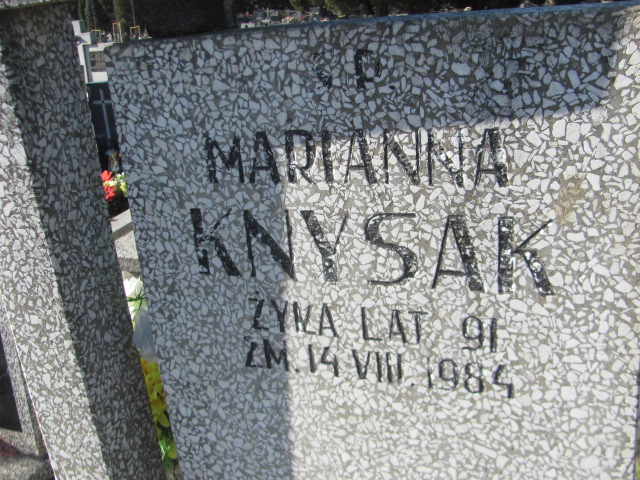 Ś.P.
MARIANNA
KNYSAK
ŻYŁA LAT 91
ZM. 14 VIII. 1984